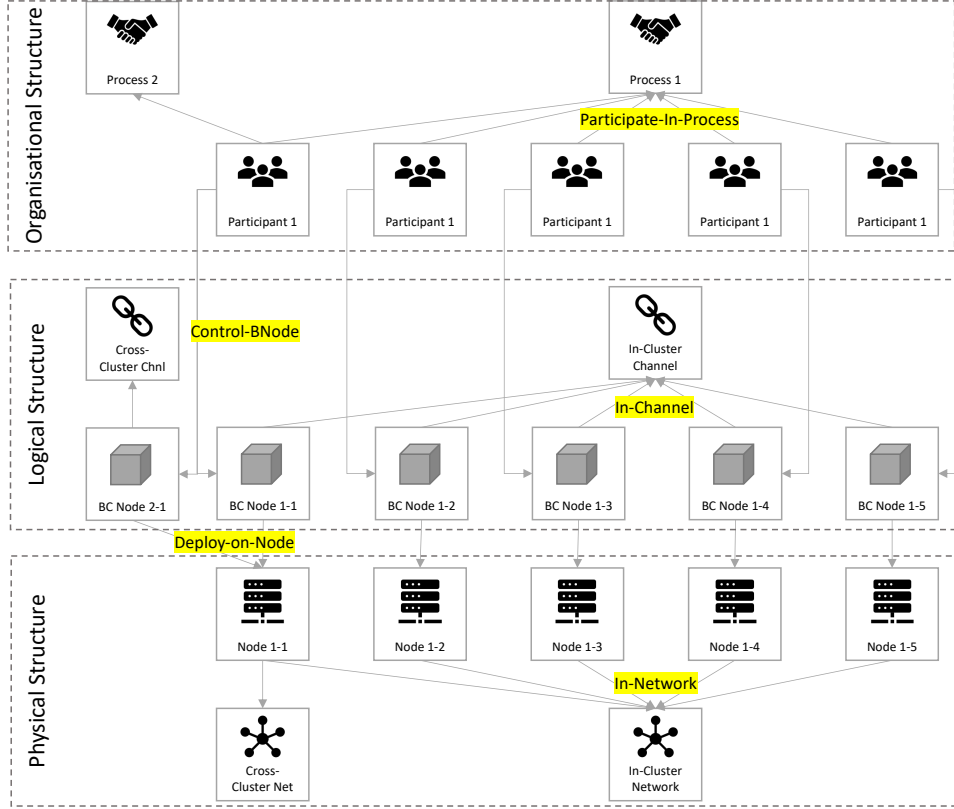 Organisational Structure
Process 2
Process 1
Participate-In-Process
Participant 1
Participant 1
Participant 1
Participant 1
Participant 1
Logical Structure
Cross-
Cluster Chnl
Control-BNode
In-Cluster
Channel
In-Channel
BC Node 2-1
BC Node 1-1
BC Node 1-2
BC Node 1-3
BC Node 1-4
BC Node 1-5
Deploy-on-Node
Physical Structure
Node 1-1
Node 1-2
Node 1-3
Node 1-4
Node 1-5
In-Network
Cross-
Cluster Net
In-Cluster
Network